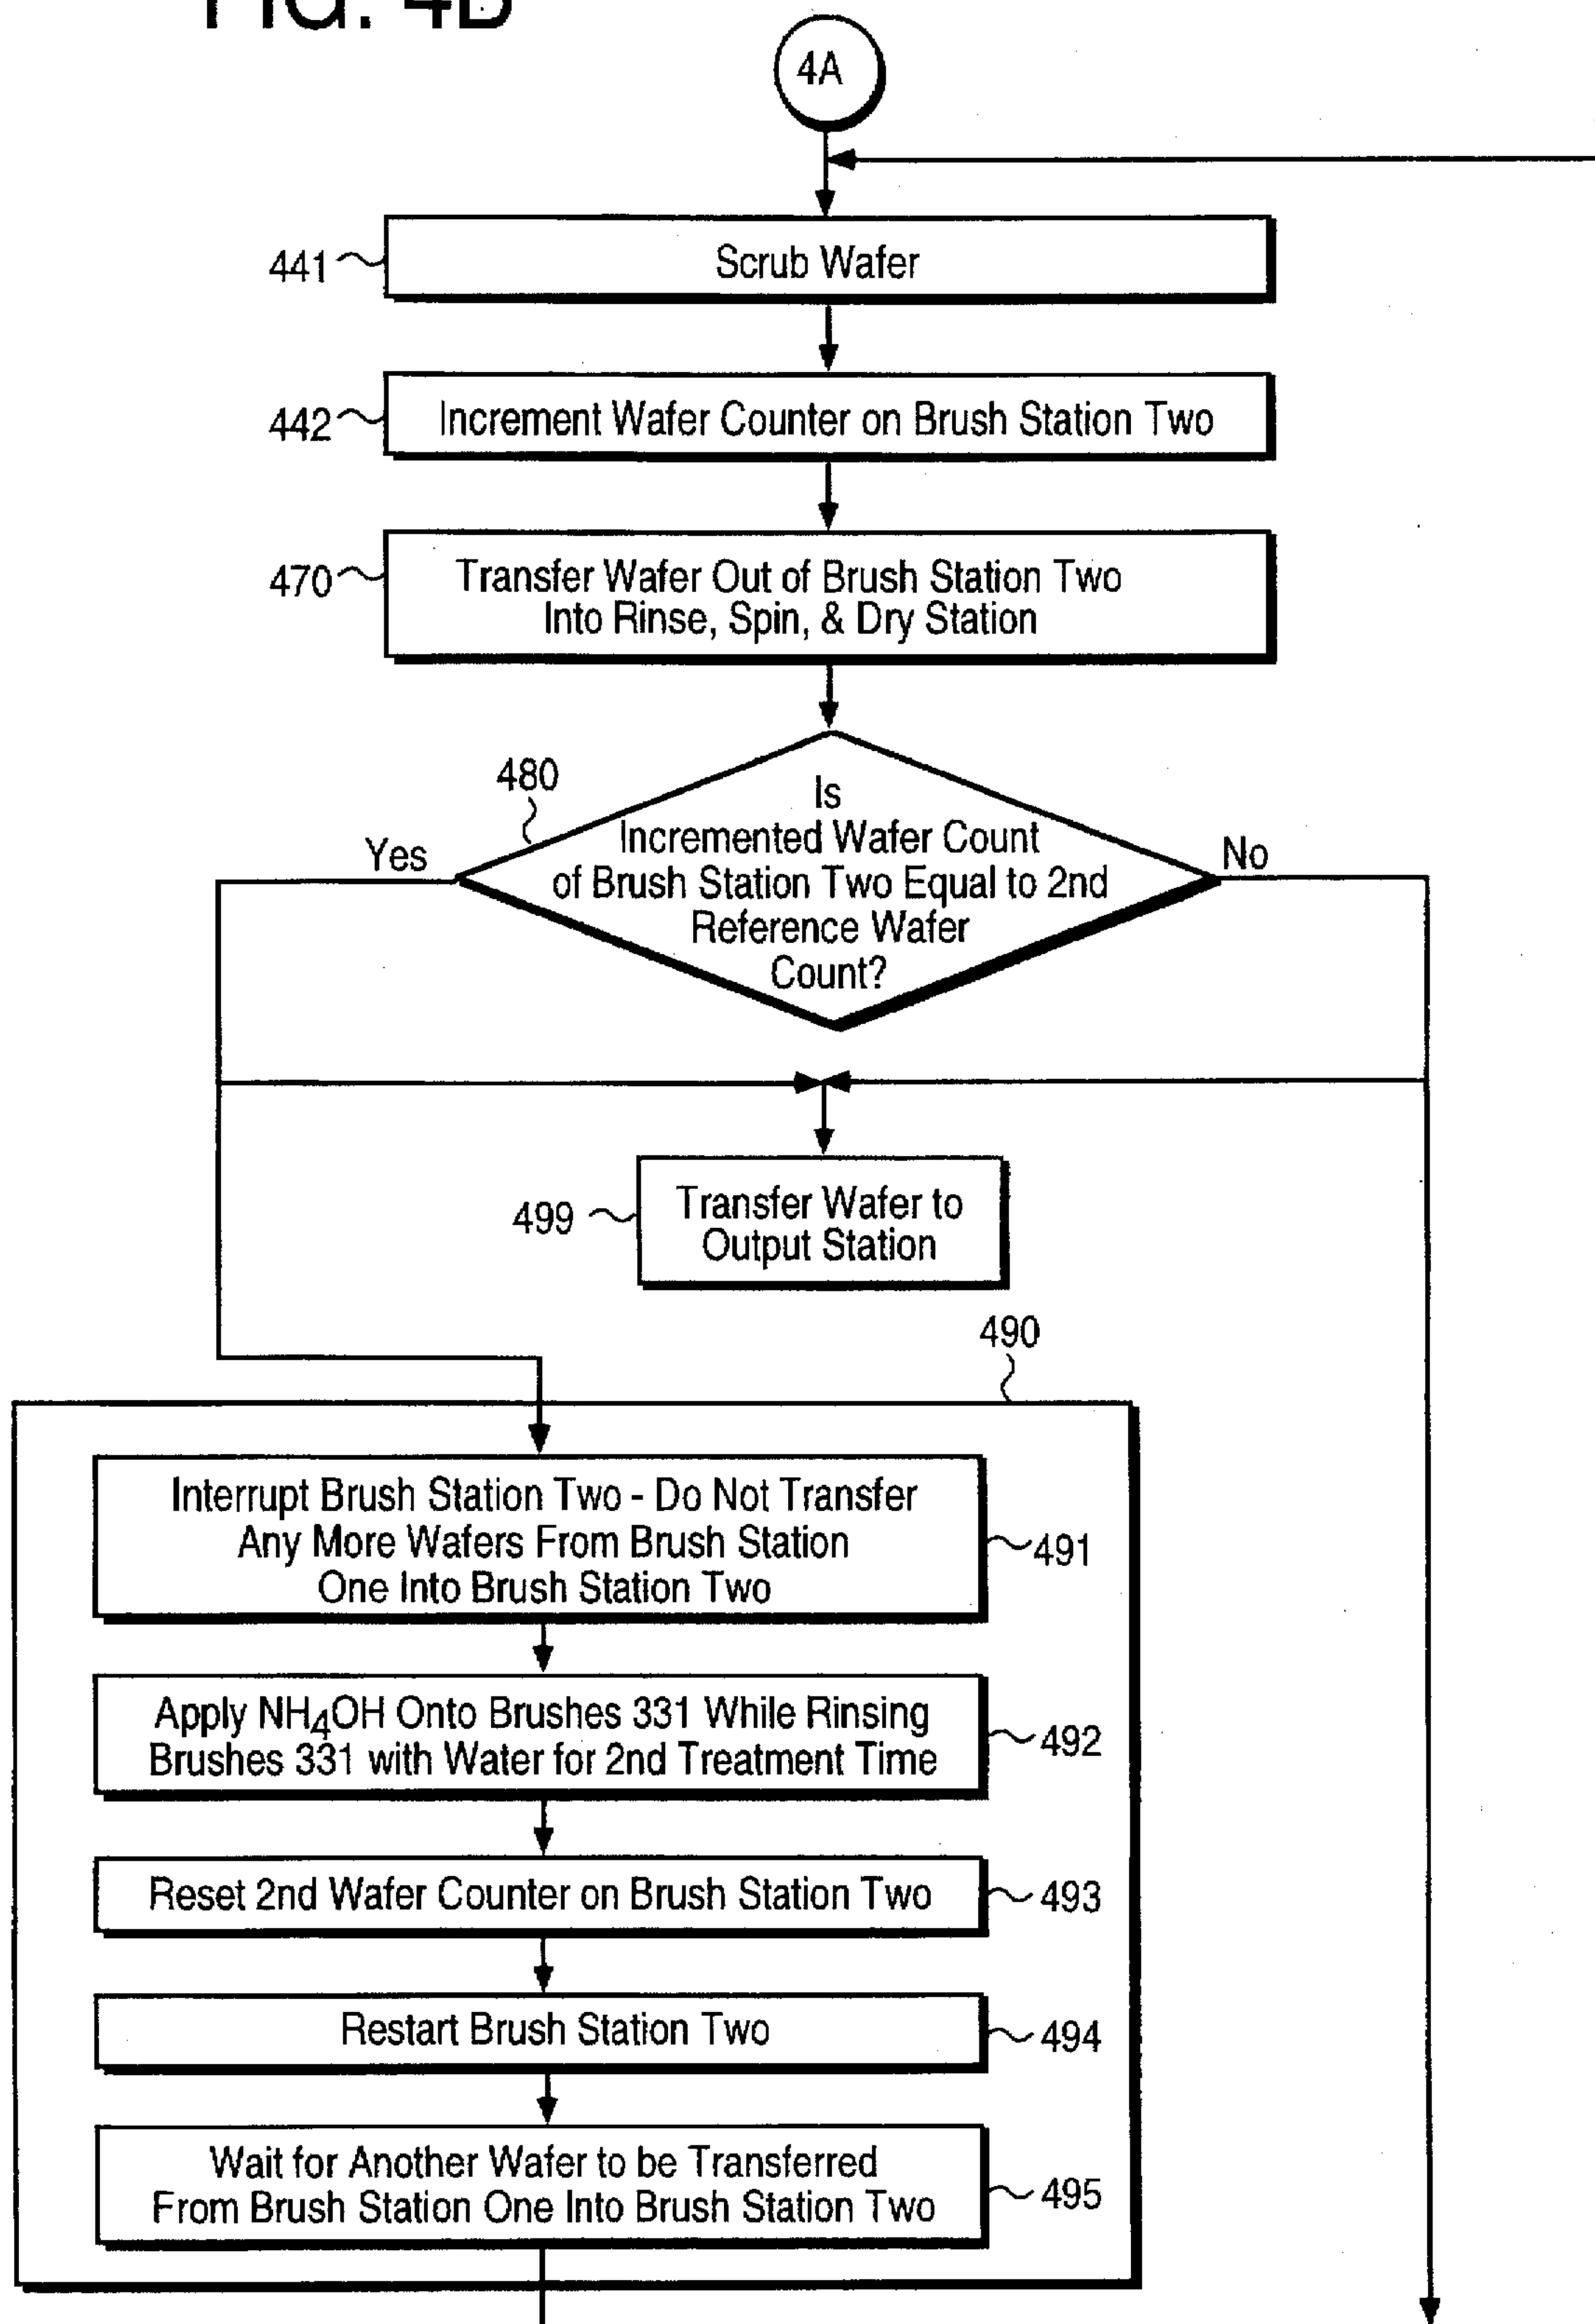 FIG. 4B
4A
441
Scrub Wafer
442
Increment Wafer Counter on Brush Station Two
470
Transfer Wafer Out of Brush Station Two
Into Rinse, Spin, & Dry Station
480
Yes
No
Is
Incremented Wafer Count
of Brush Station Two Equal to 2nd
Reference Wafer
Count?
499
Transfer Wafer to
Output Station
490
Interrupt Brush Station Two - Do Not Transfer
Any More Wafers From Brush Station
One Into Brush Station Two
491
Apply NH₄OH Onto Brushes 331 While Rinsing
Brushes 331 with Water for 2nd Treatment Time
492
Reset 2nd Wafer Counter on Brush Station Two
493
Restart Brush Station Two
494
Wait for Another Wafer to be Transferred
From Brush Station One Into Brush Station Two
495